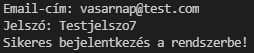 Email-cím: vasarnap@test.com
Jelszó: Testjelszo7
Sikeres bejelentkezés a rendszerbe!